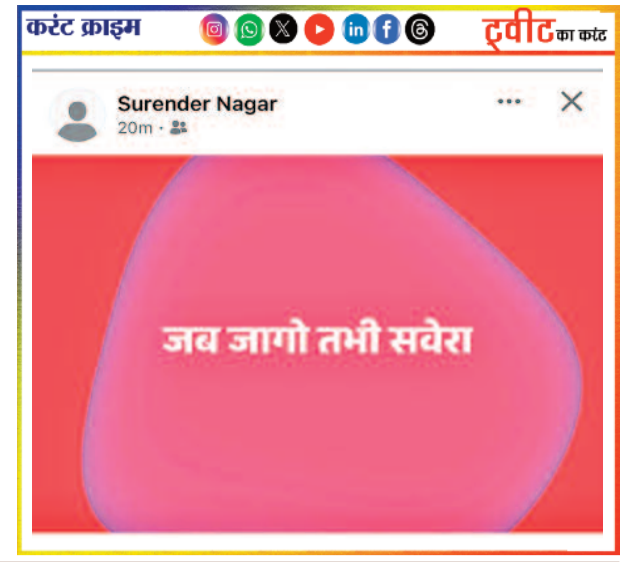 करंट क्राइम
ट्वीट का करंट
Surender Nagar
20m
जब जागो तभी सवेरा